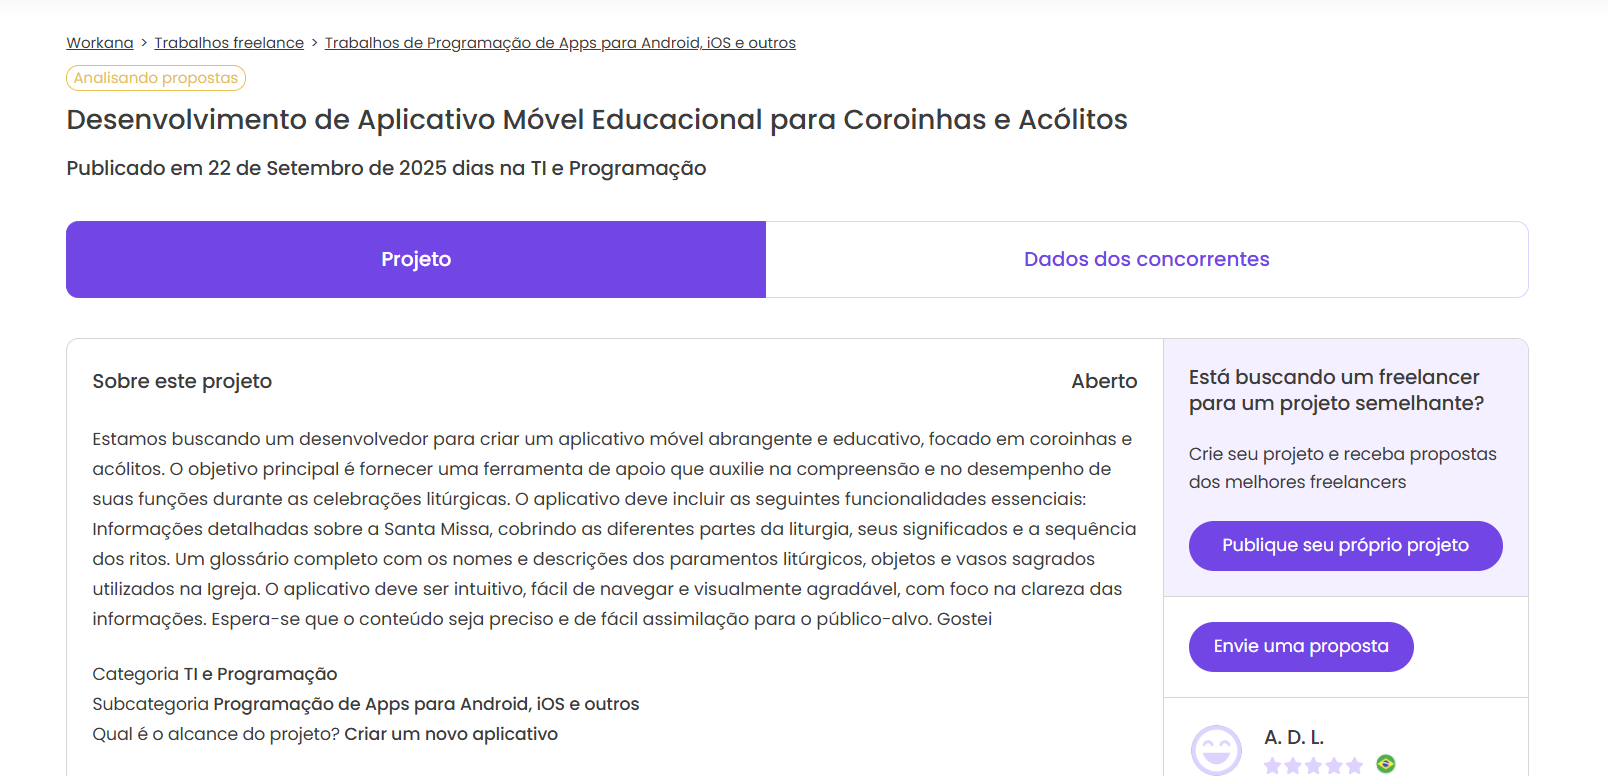 Workana > Trabalhos freelance > Trabalhos de Programação de Apps para Android, iOS e outros
Analisando propostas
Desenvolvimento de Aplicativo Móvel Educacional para Coroinhas e Acólitos
Publicado em 22 de Setembro de 2025 dias na TI e Programação
Projeto
Dados dos concorrentes
Sobre este projeto
Aberto
Estamos buscando um desenvolvedor para criar um aplicativo móvel abrangente e educativo, focado em coroinhas e
acólitos. O objetivo principal é fornecer uma ferramenta de apoio que auxilie na compreensão e no desempenho de
suas funções durante as celebrações litúrgicas. O aplicativo deve incluir as seguintes funcionalidades essenciais:
Informações detalhadas sobre a Santa Missa, cobrindo as diferentes partes da liturgia, seus significados e a sequência
dos ritos. Um glossário completo com os nomes e descrições dos paramentos litúrgicos, objetos e vasos sagrados
utilizados na Igreja. O aplicativo deve ser intuitivo, fácil de navegar e visualmente agradável, com foco na clareza das
informações. Espera-se que o conteúdo seja preciso e de fácil assimilação para o público-alvo. Gostei
Categoria TI e Programação
Subcategoria Programação de Apps para Android, iOS e outros
Qual é o alcance do projeto? Criar um novo aplicativo
Está buscando um freelancer
para um projeto semelhante?
Crie seu projeto e receba propostas
dos melhores freelancers
Publique seu próprio projeto
Envie uma proposta
A. D. L.